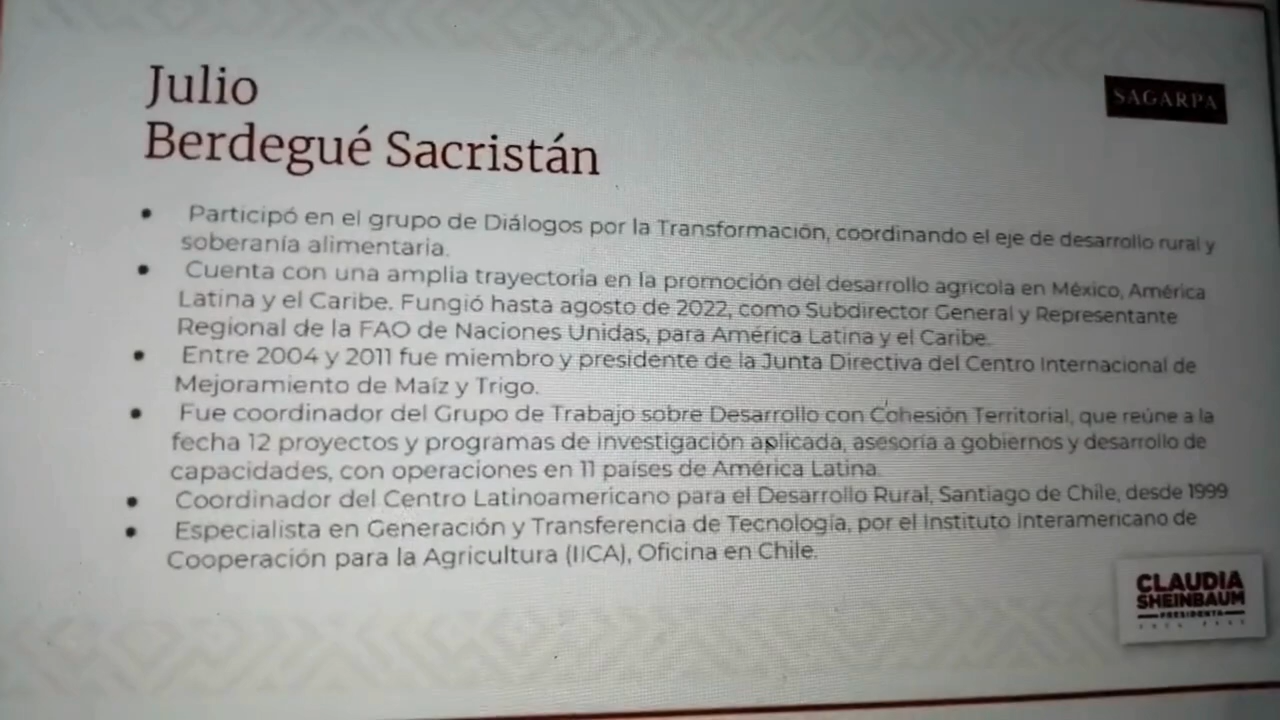 Julio
Berdegué Sacristán
SAGARPA
• Participó en el grupo de Diálogos por la Transformación, coordinando el eje de desarrollo rural y
soberanía alimentaria.
• Cuenta con una amplia trayectoria en la promoción del desarrollo agrícola en México, América
Latina y el Caribe. Fungió hasta agosto de 2022, como Subdirector General y Representante
Regional de la FAO de Naciones Unidas, para América Latina y el Caribe.
• Entre 2004 y 2011 fue miembro y presidente de la Junta Directiva del Centro Internacional de
Mejoramiento de Maíz y Trigo.
• Fue coordinador del Grupo de Trabajo sobre Desarrollo con Cohesión Territorial, que reúne a la
fecha 12 proyectos y programas de investigación aplicada, asesoría a gobiernos y desarrollo de
capacidades, con operaciones en 11 países de América Latina.
• Coordinador del Centro Latinoamericano para el Desarrollo Rural, Santiago de Chile, desde 1999
• Especialista en Generación y Transferencia de Tecnología, por el Instituto Interamericano de
Cooperación para la Agricultura (IICA), Oficina en Chile.
CLAUDIA
SHEINBAUM
PRESIDENTA